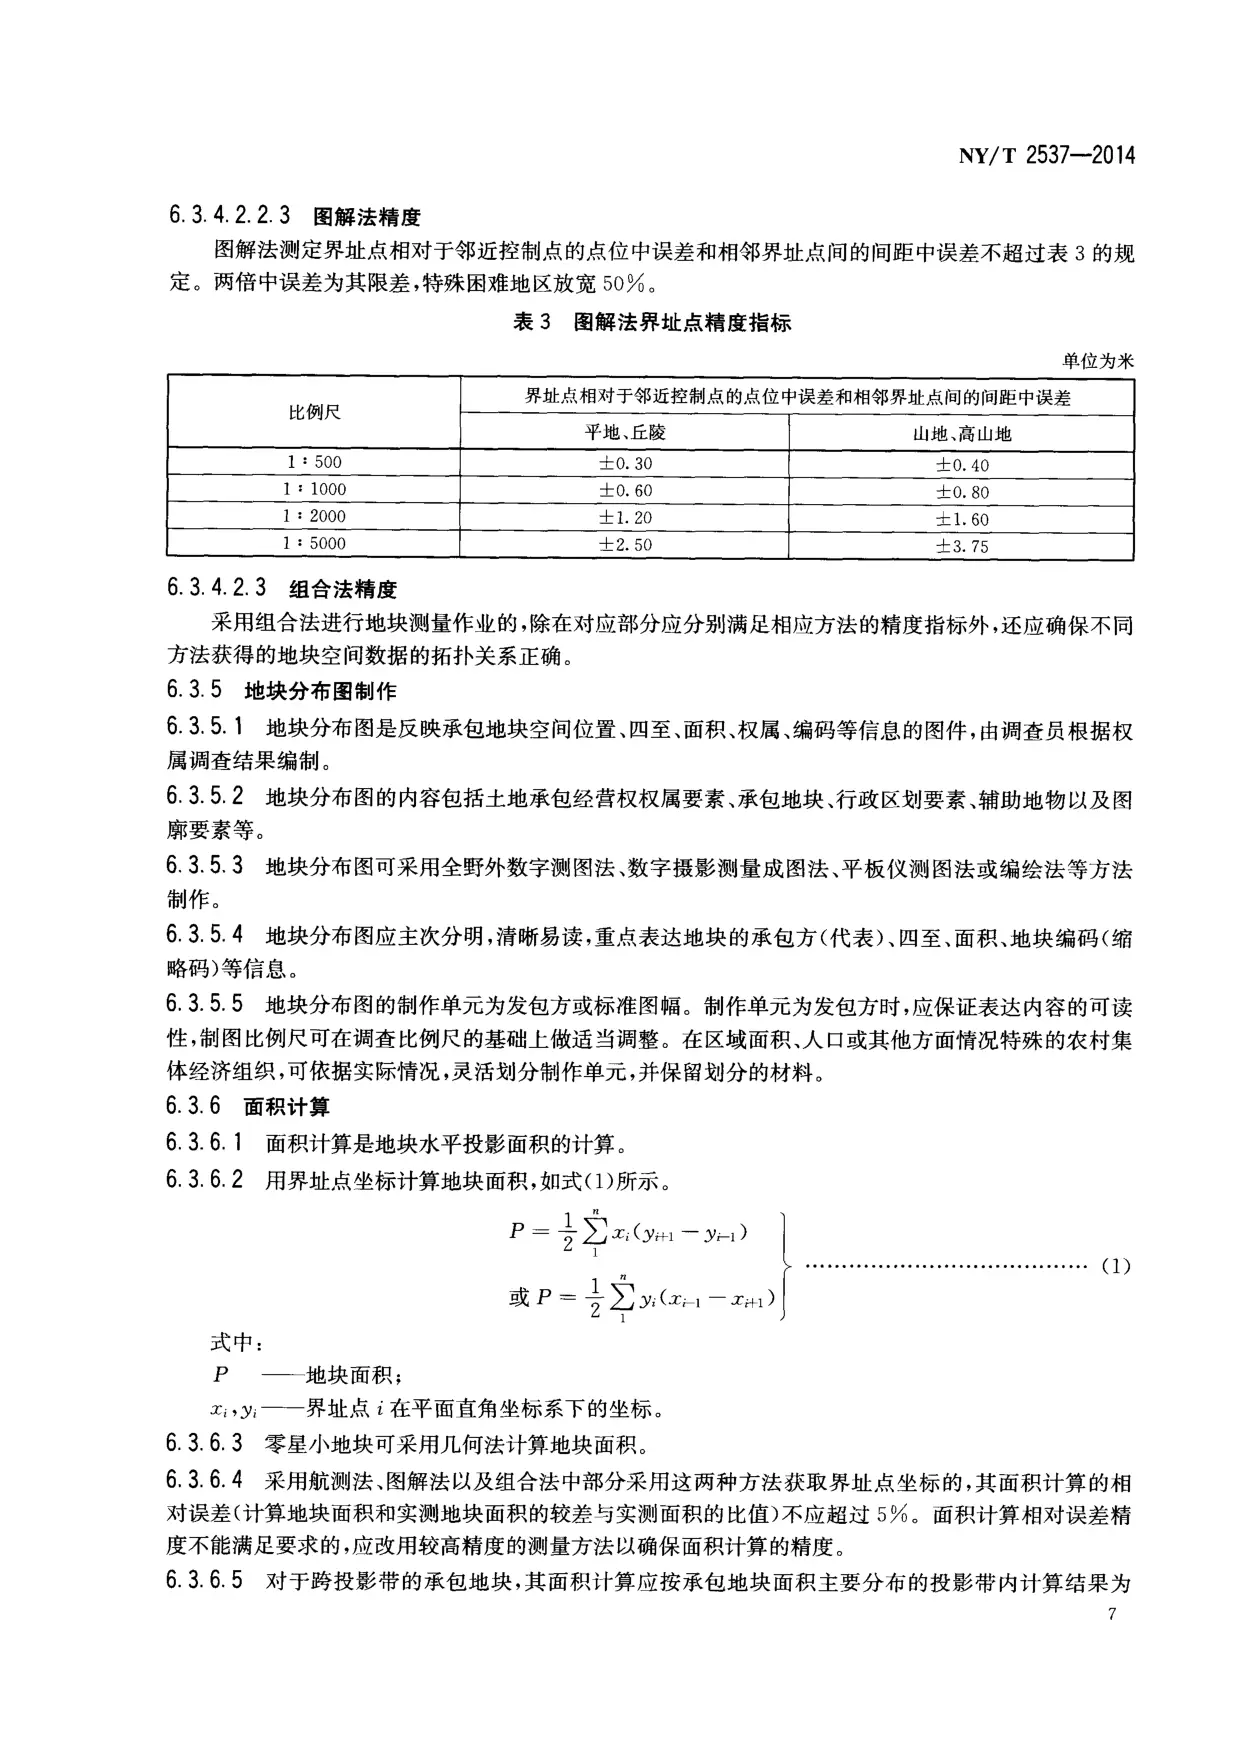 NY/T 2537—2014
6.3.4.2.2.3 图解法精度
图解法测定界址点相对于邻近控制点的点位中误差和相邻界址点间的间距中误差不超过表 3 的规
定。两倍中误差为其限差,特殊困难地区放宽 50%。
表 3 图解法界址点精度指标
单位为米
比例尺
界址点相对于邻近控制点的点位中误差和相邻界址点间的间距中误差
平地、丘陵 山地、高山地
1∶500 ±0.30 ±0.40
1∶1000 ±0.60 ±0.80
1∶2000 ±1.20 ±1.60
1∶5000 ±2.50 ±3.75
6.3.4.2.3 组合法精度
采用组合法进行地块测量作业的,除在对应部分应分别满足相应方法的精度指标外,还应确保不同
方法获得的地块空间数据的拓扑关系正确。
6.3.5 地块分布图制作
6.3.5.1 地块分布图是反映承包地块空间位置、四至、面积、权属、编码等信息的图件,由调查员根据权
属调查结果编制。
6.3.5.2 地块分布图的内容包括土地承包经营权权属要素、承包地块、行政区划要素、辅助地物以及图
廓要素等。
6.3.5.3 地块分布图可采用全野外数字测图法、数字摄影测量成图法、平板仪测图法或编绘法等方法
制作。
6.3.5.4 地块分布图应主次分明,清晰易读,重点表达地块的承包方(代表)、四至、面积、地块编码(缩
略码)等信息。
6.3.5.5 地块分布图的制作单元为发包方或标准图幅。制作单元为发包方时,应保证表达内容的可读
性,制图比例尺可在调查比例尺的基础上做适当调整。在区域面积、人口或其他方面情况特殊的农村集
体经济组织,可依据实际情况,灵活划分制作单元,并保留划分的材料。
6.3.6 面积计算
6.3.6.1 面积计算是地块水平投影面积的计算。
6.3.6.2 用界址点坐标计算地块面积,如式(1)所示。
P = 1/2 ∑₁ⁿ xᵢ(yᵢ₊₁ − yᵢ₋₁)
或 P = 1/2 ∑₁ⁿ yᵢ(xᵢ₋₁ − xᵢ₊₁) …………………………………… (1)
式中:
P ——地块面积;
xᵢ,yᵢ——界址点 i 在平面直角坐标系下的坐标。
6.3.6.3 零星小地块可采用几何法计算地块面积。
6.3.6.4 采用航测法、图解法以及组合法中部分采用这两种方法获取界址点坐标的,其面积计算的相
对误差(计算地块面积和实测地块面积的较差与实测面积的比值)不应超过 5%。面积计算相对误差精
度不能满足要求的,应改用较高精度的测量方法以确保面积计算的精度。
6.3.6.5 对于跨投影带的承包地块,其面积计算应按承包地块面积主要分布的投影带内计算结果为
7